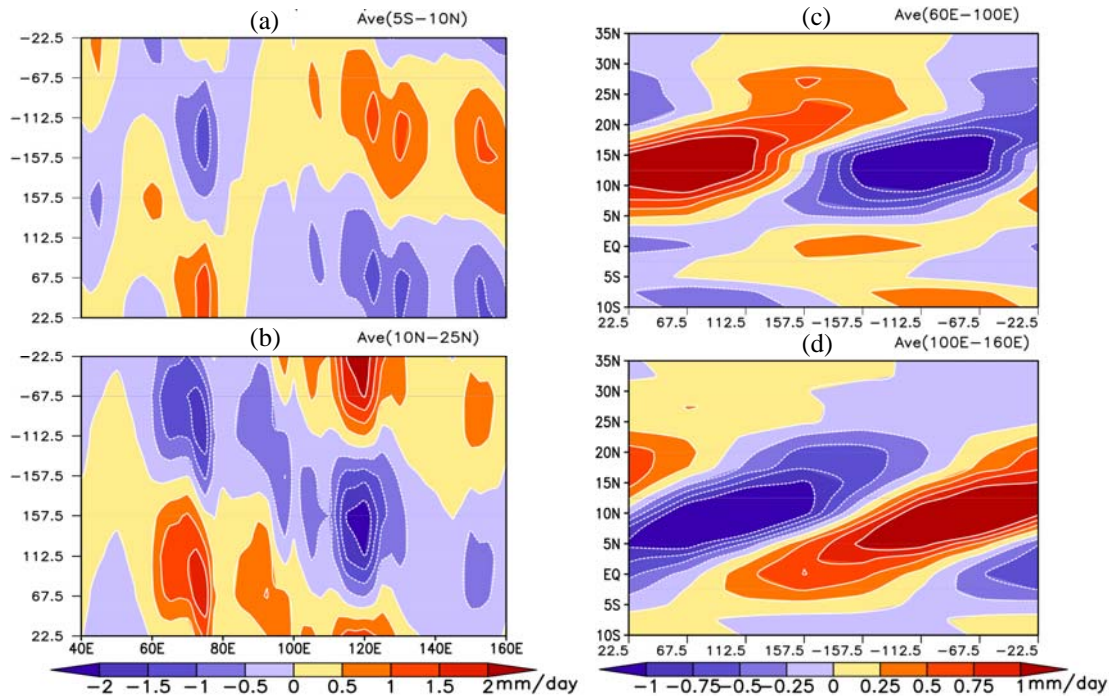 (a) Ave(5S-10N)
-22.5
-67.5
-112.5
-157.5
157.5
112.5
67.5
22.5
(b) Ave(10N-25N)
-22.5
-67.5
-112.5
-157.5
157.5
112.5
67.5
22.5
40E 60E 80E 100E 120E 140E 160E
-2 -1.5 -1 -0.5 0 0.5 1 1.5 2 mm/day
(c) Ave(60E-100E)
35N
30N
25N
20N
15N
10N
5N
EQ
5S
10S
22.5 67.5 112.5 157.5 -157.5 -112.5 -67.5 -22.5
(d) Ave(100E-160E)
35N
30N
25N
20N
15N
10N
5N
EQ
5S
10S
22.5 67.5 112.5 157.5 -157.5 -112.5 -67.5 -22.5
-1 -0.75 -0.5 -0.25 0 0.25 0.5 0.75 1 mm/day